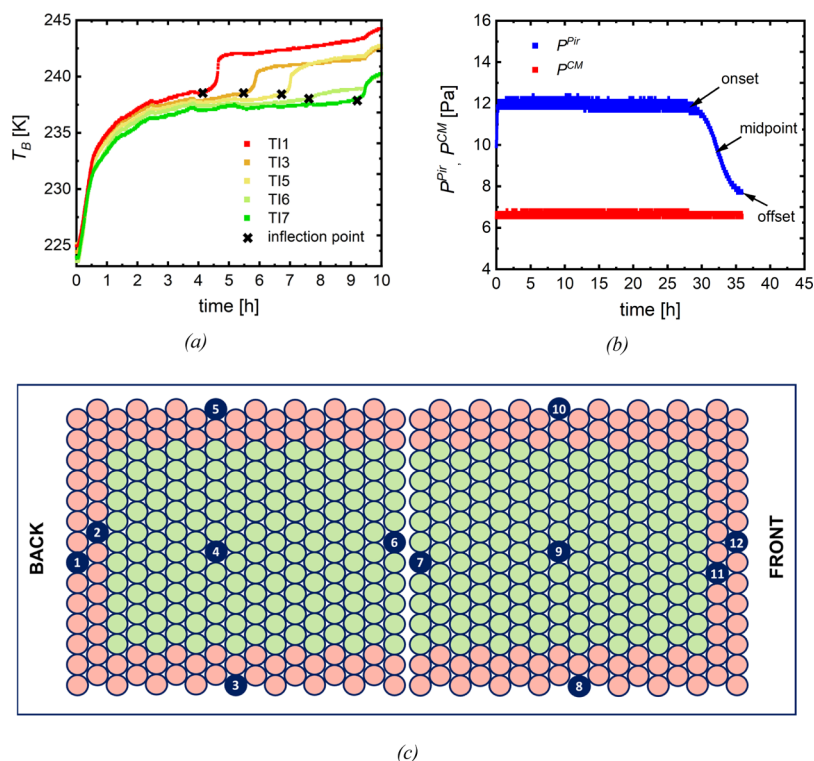 245
240
235
230
225
T_B [K]
TI1
TI3
TI5
TI6
TI7
inflection point
0 1 2 3 4 5 6 7 8 9 10
time [h]
(a)
16
14
12
10
8
6
4
P^Pir, P^CM [Pa]
P^Pir
P^CM
onset
midpoint
offset
0 5 10 15 20 25 30 35 40 45
time [h]
(b)
BACK
FRONT
5
10
2
1
4
6
7
9
12
11
3
8
(c)